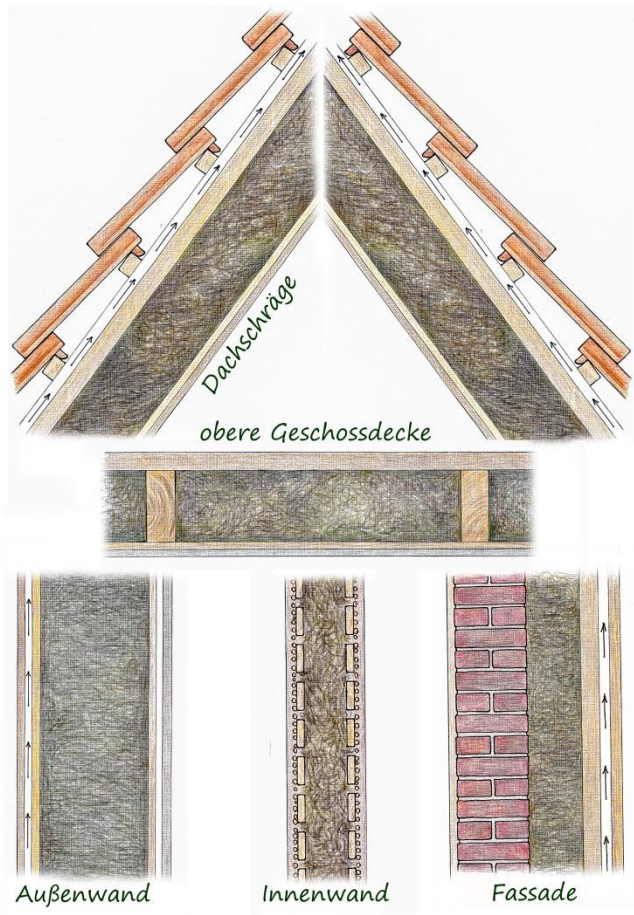 Dachschräge
obere Geschossdecke
Außenwand
Innenwand
Fassade